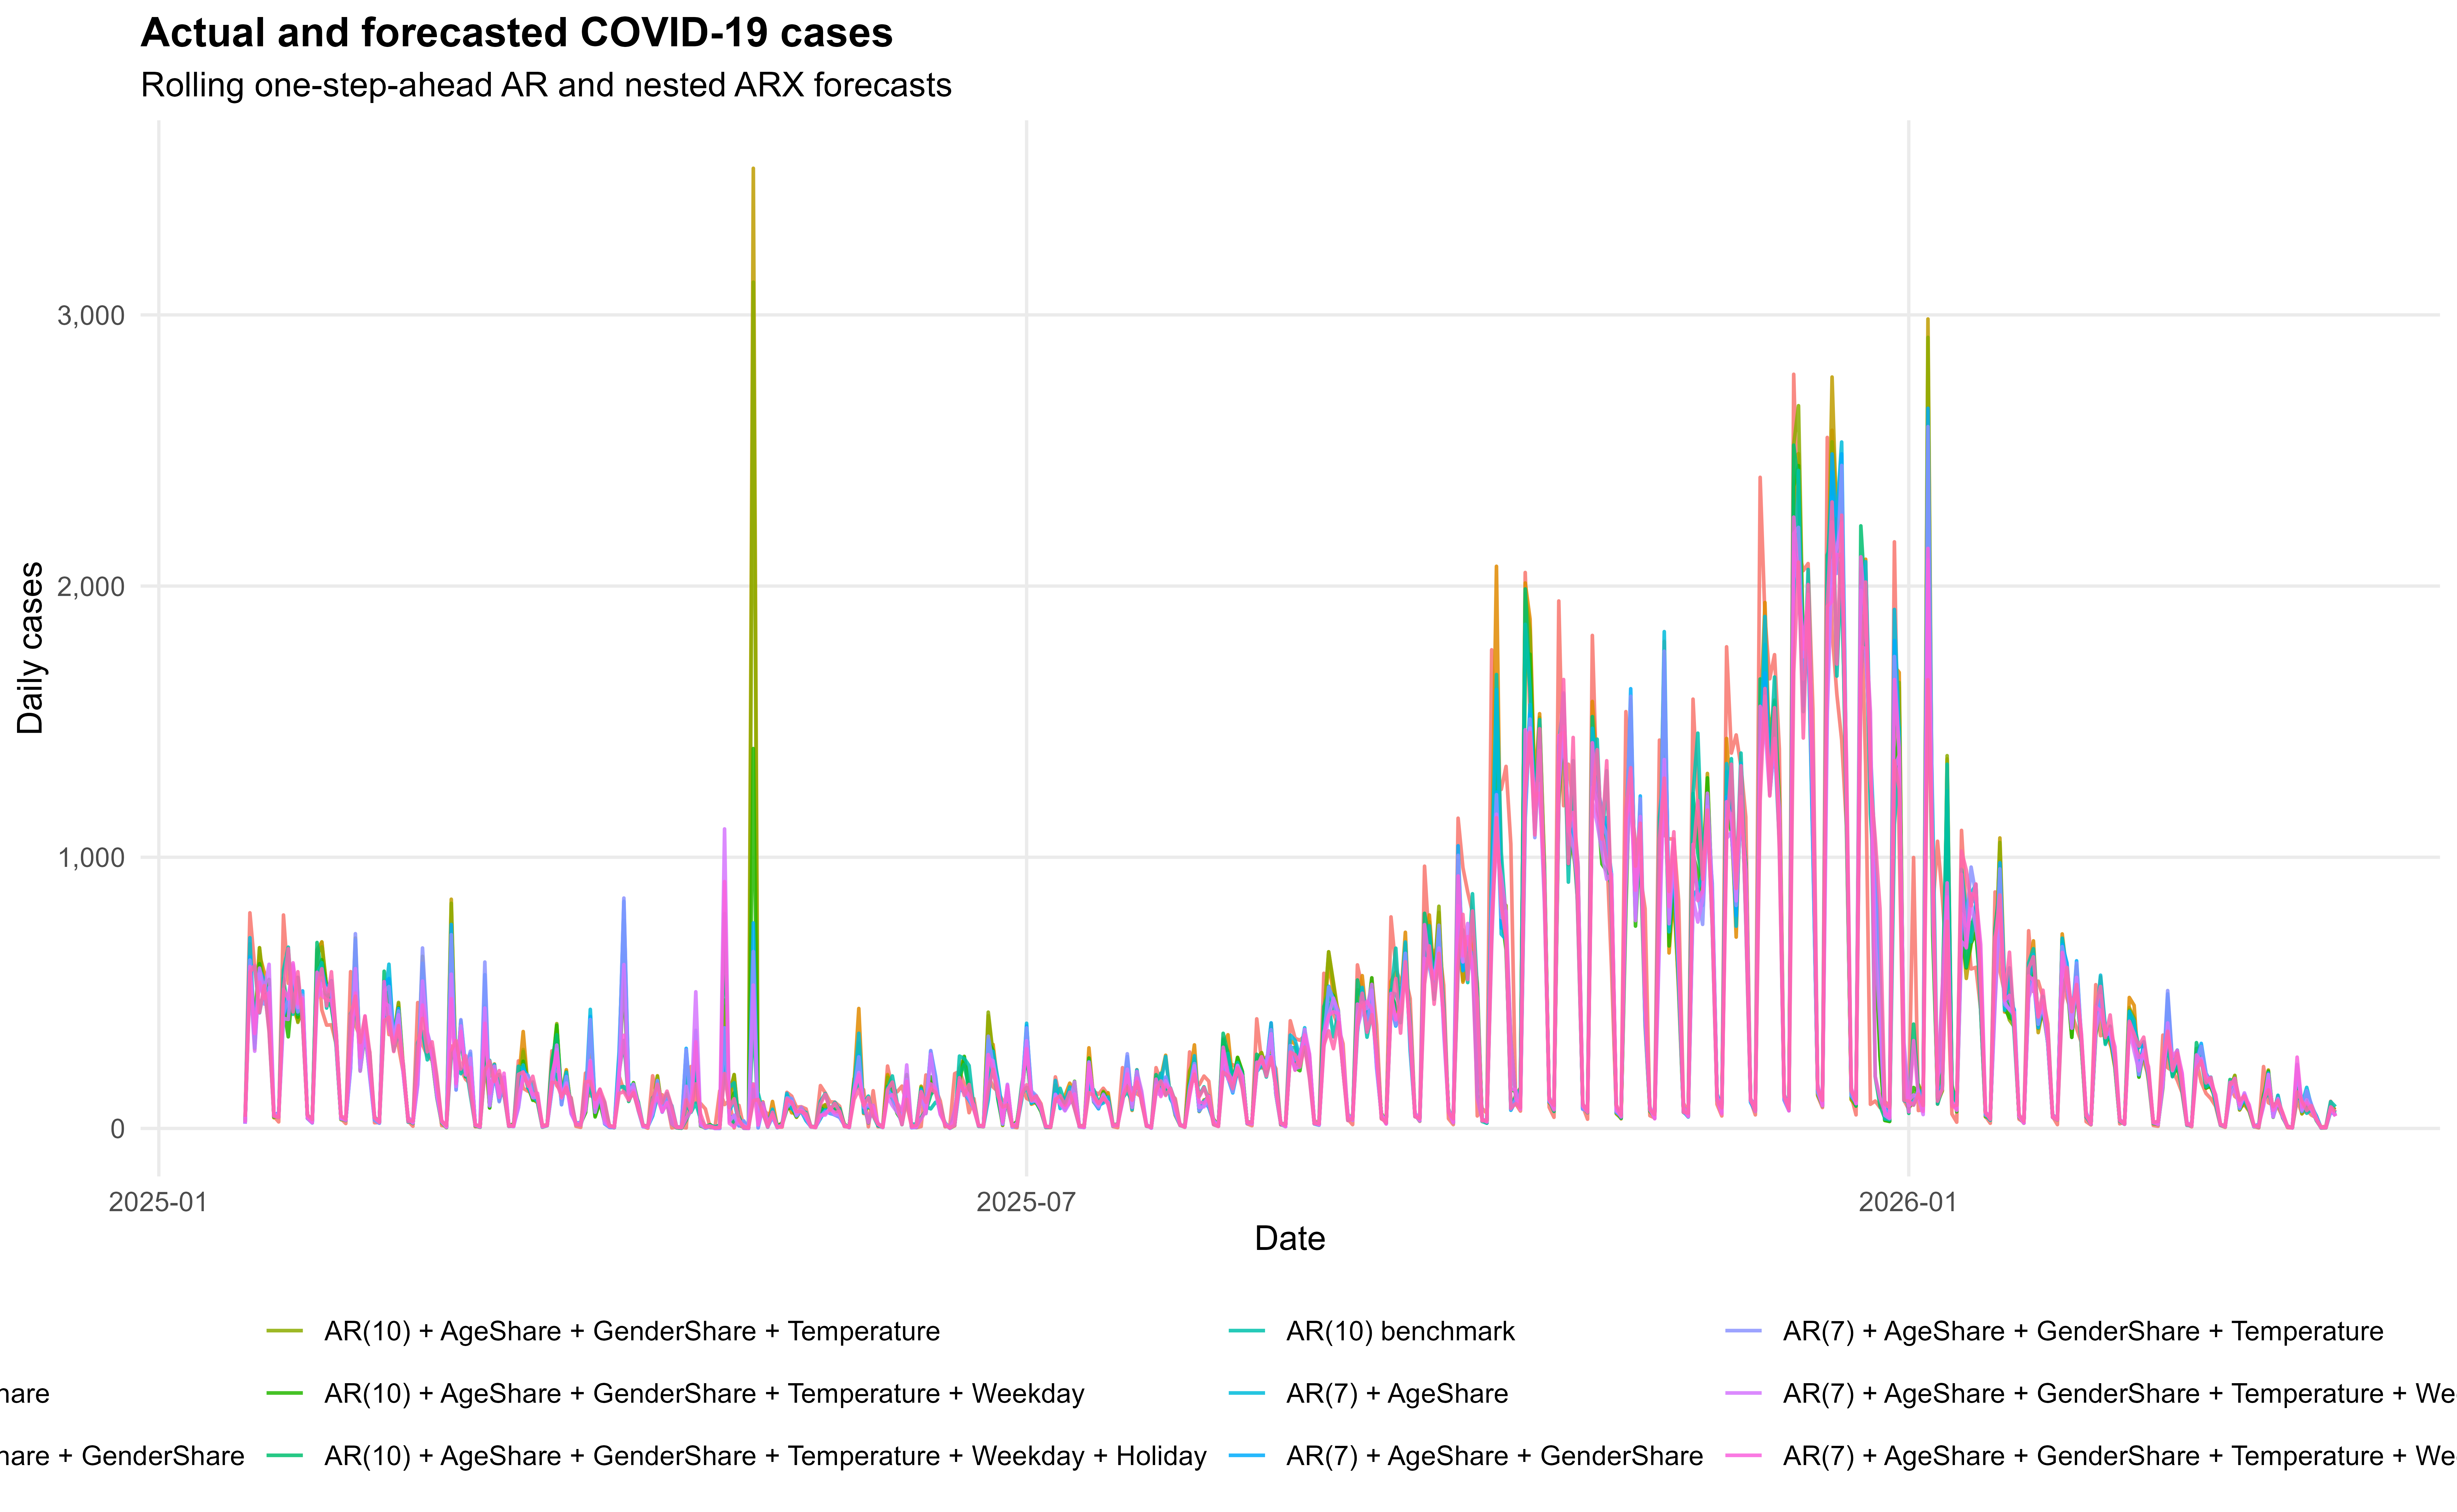 Actual and forecasted COVID-19 cases
Rolling one-step-ahead AR and nested ARX forecasts
Daily cases
3,000
2,000
1,000
0
2025-01 2025-07 2026-01
Date
AR(10) + AgeShare + GenderShare + Temperature AR(10) benchmark AR(7) + AgeShare + GenderShare + Temperature
hare AR(10) + AgeShare + GenderShare + Temperature + Weekday AR(7) + AgeShare AR(7) + AgeShare + GenderShare + Temperature + We
hare + GenderShare AR(10) + AgeShare + GenderShare + Temperature + Weekday + Holiday AR(7) + AgeShare + GenderShare AR(7) + AgeShare + GenderShare + Temperature + We